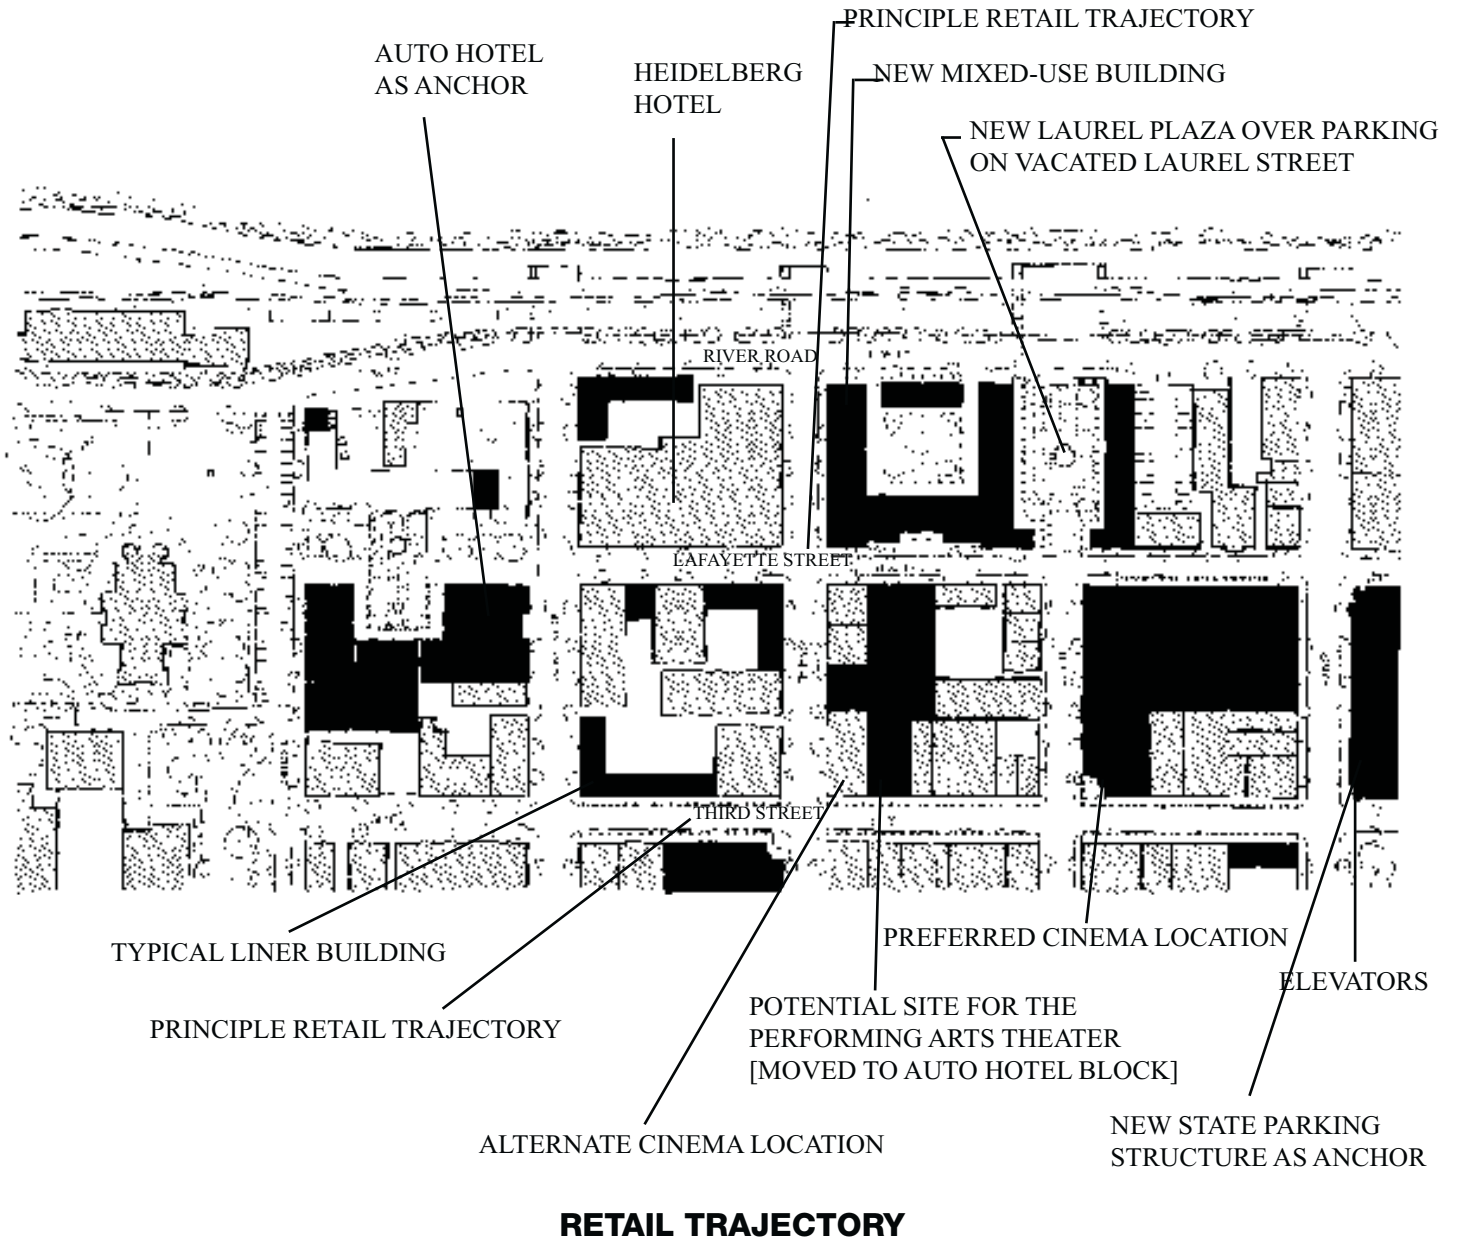 PRINCIPLE RETAIL TRAJECTORY
AUTO HOTEL
AS ANCHOR
HEIDELBERG
HOTEL
NEW MIXED-USE BUILDING
NEW LAUREL PLAZA OVER PARKING
ON VACATED LAUREL STREET
RIVER ROAD
LAFAYETTE STREET
THIRD STREET
TYPICAL LINER BUILDING
PREFERRED CINEMA LOCATION
ELEVATORS
PRINCIPLE RETAIL TRAJECTORY
POTENTIAL SITE FOR THE
PERFORMING ARTS THEATER
[MOVED TO AUTO HOTEL BLOCK]
ALTERNATE CINEMA LOCATION
NEW STATE PARKING
STRUCTURE AS ANCHOR
RETAIL TRAJECTORY